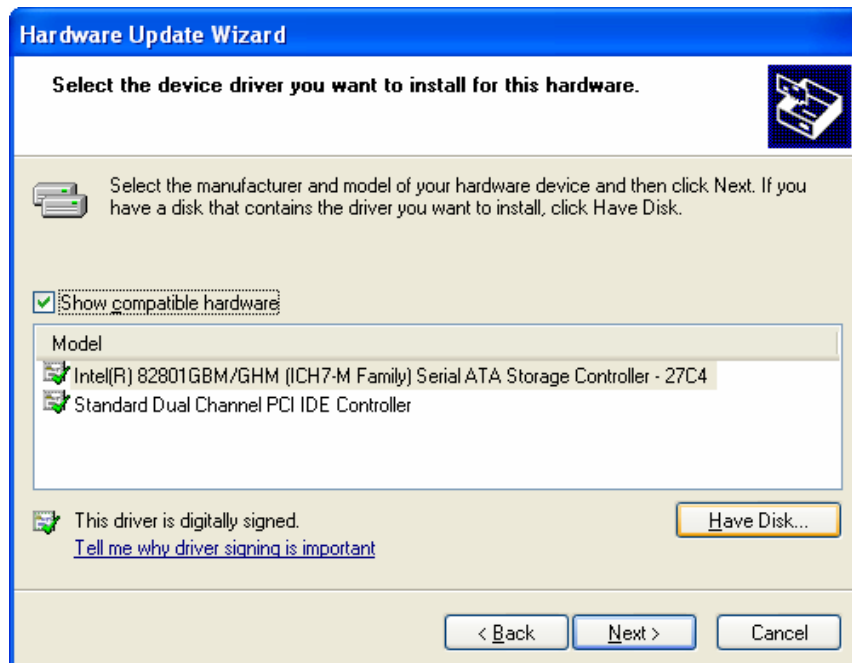 Hardware Update Wizard
Select the device driver you want to install for this hardware.
Select the manufacturer and model of your hardware device and then click Next. If you
have a disk that contains the driver you want to install, click Have Disk.
Show compatible hardware
Model
Intel(R) 82801GBM/GHM (ICH7-M Family) Serial ATA Storage Controller - 27C4
Standard Dual Channel PCI IDE Controller
This driver is digitally signed.
Have Disk...
Tell me why driver signing is important
< Back
Next >
Cancel